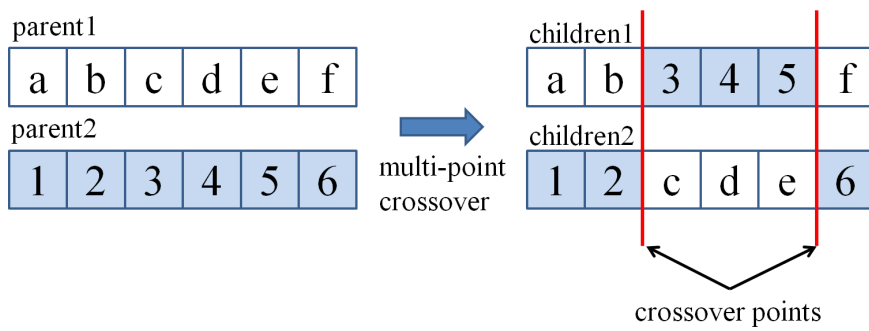 parent1
a b c d e f
parent2
1 2 3 4 5 6
multi-point
crossover
children1
a b 3 4 5 f
children2
1 2 c d e 6
crossover points